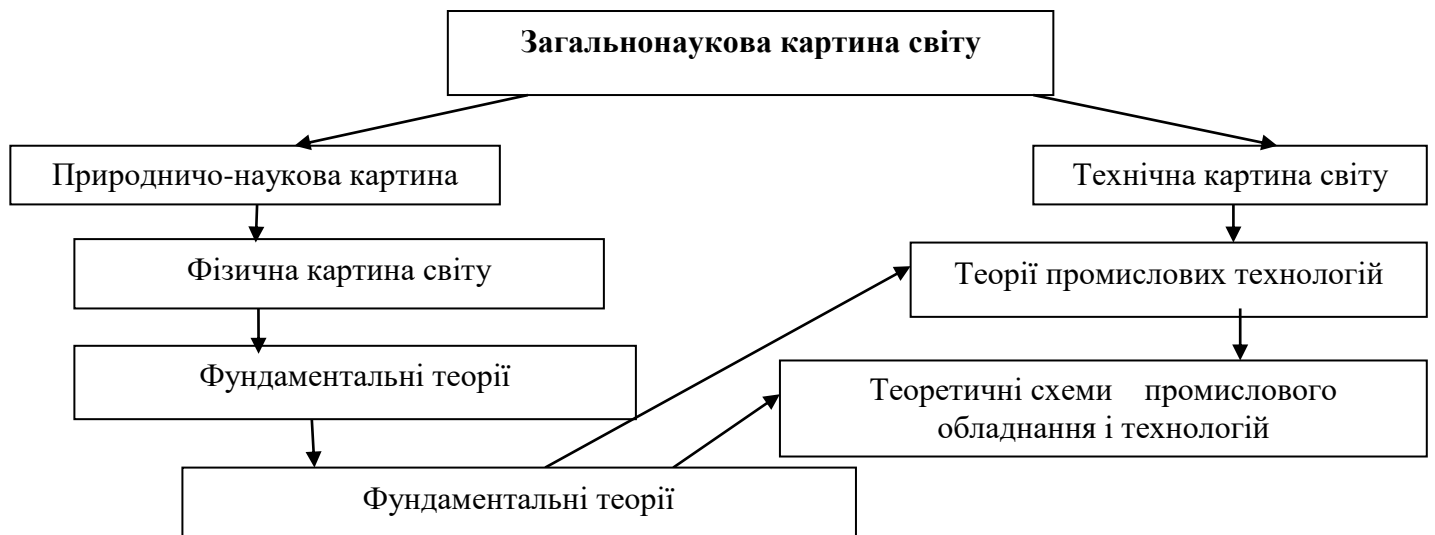 Загальнонаукова картина світу
Природничо-наукова картина
Технічна картина світу
Фізична картина світу
Теорії промислових технологій
Фундаментальні теорії
Теоретичні схеми промислового
обладнання і технологій
Фундаментальні теорії